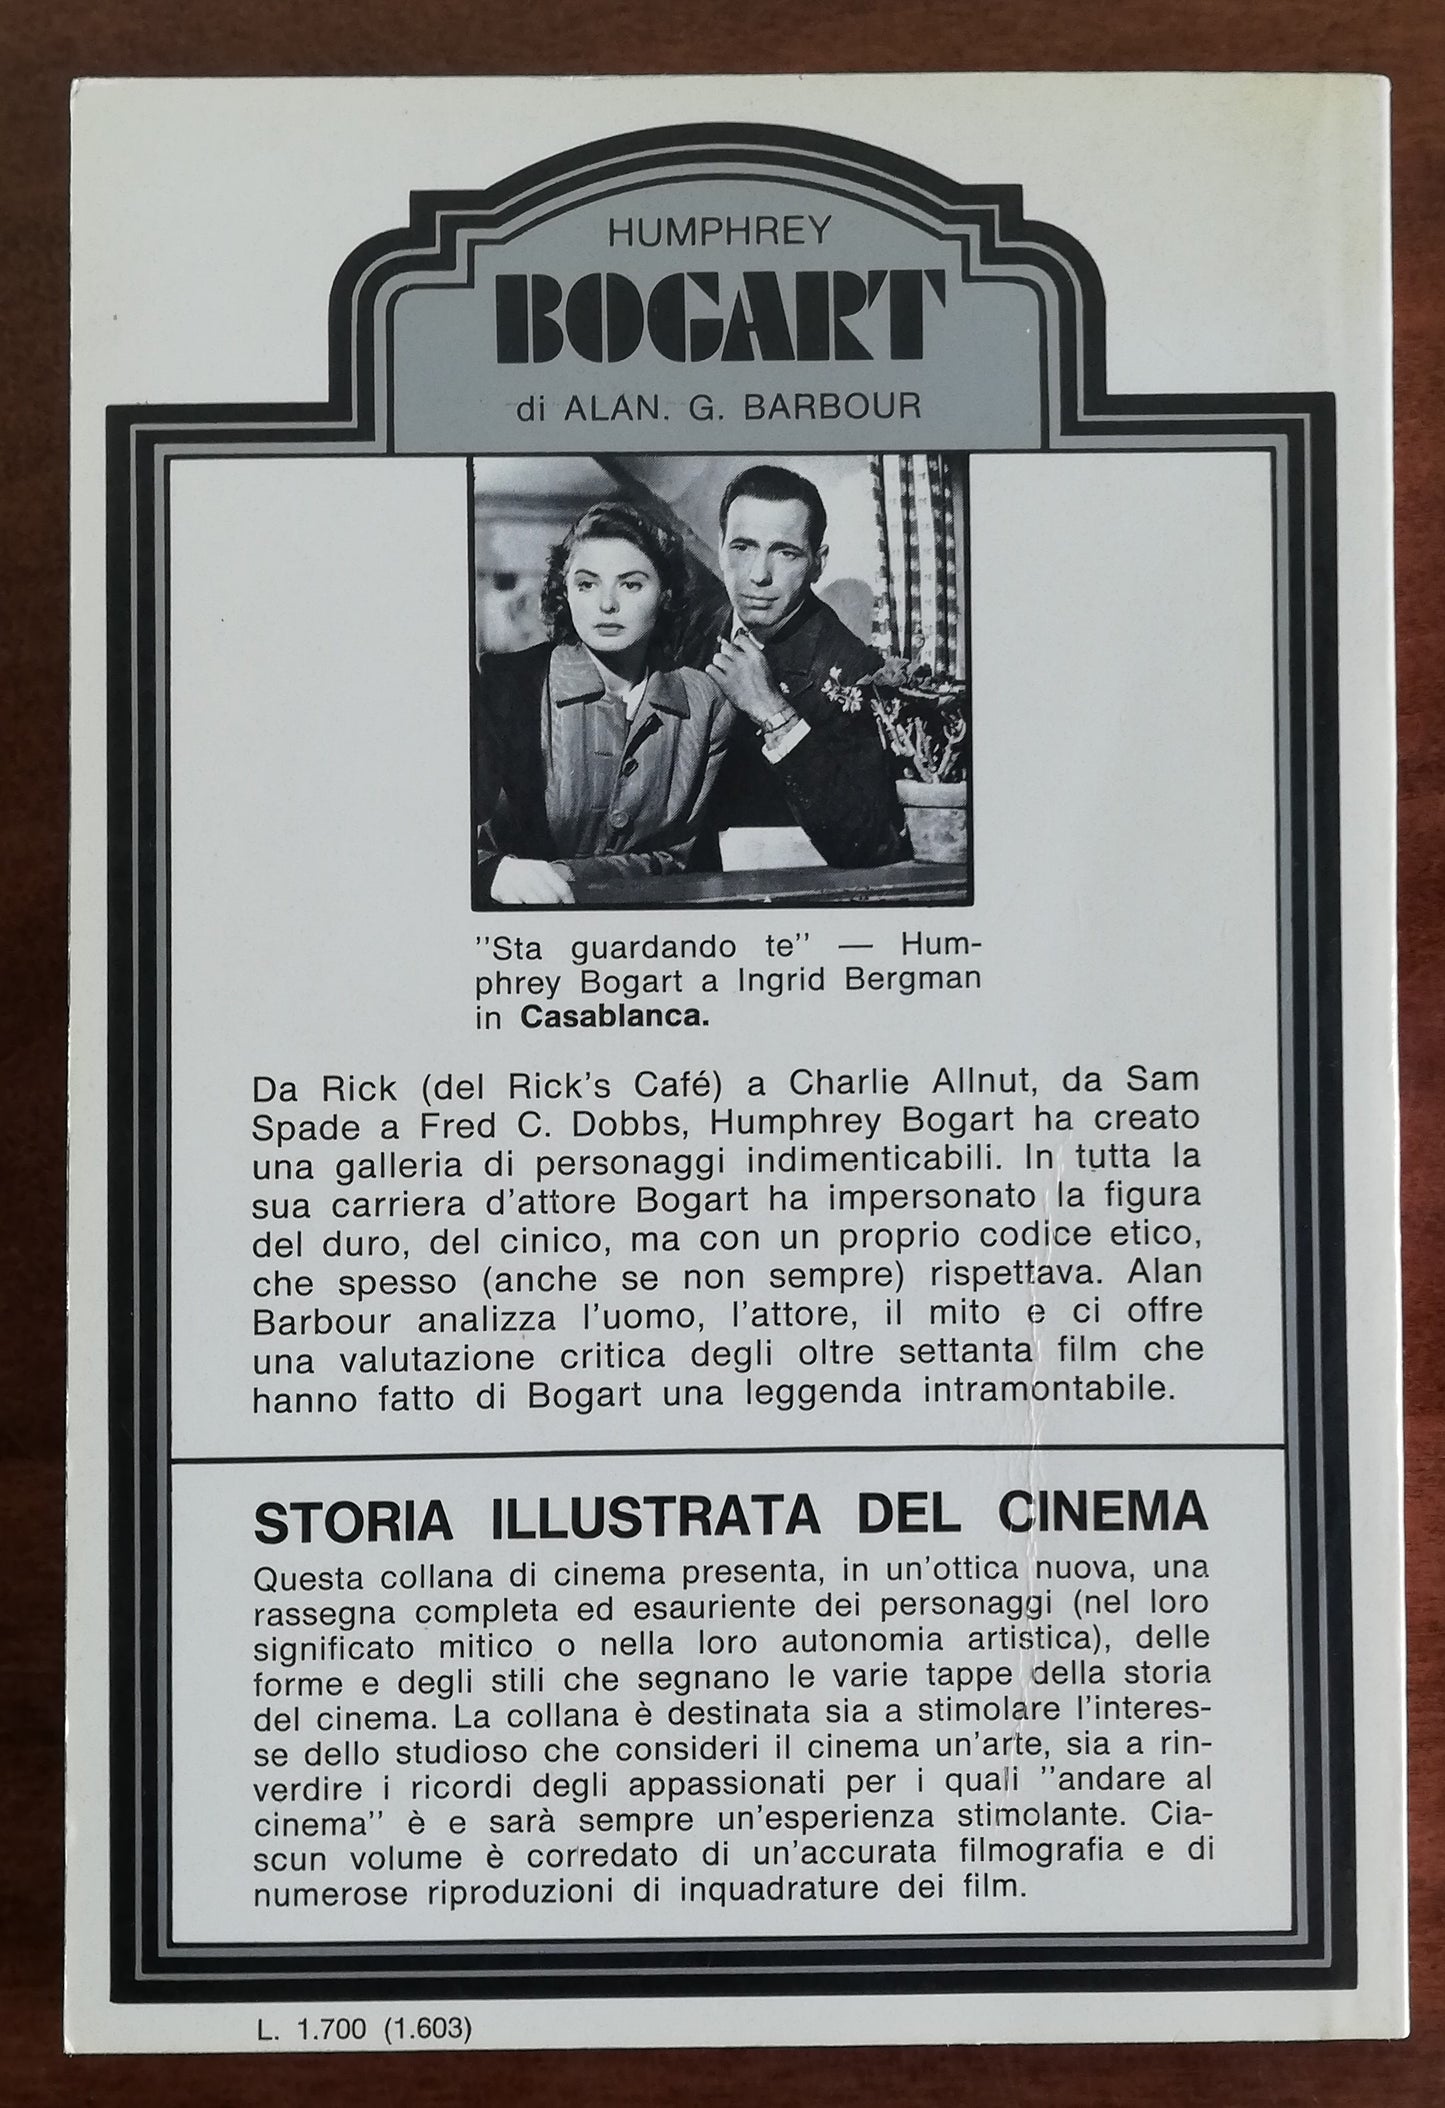 HUMPHREY
BOGART
di ALAN. G. BARBOUR
"Sta guardando te" — Hum-
phrey Bogart a Ingrid Bergman
in Casablanca.
Da Rick (del Rick's Café) a Charlie Allnut, da Sam
Spade a Fred C. Dobbs, Humphrey Bogart ha creato
una galleria di personaggi indimenticabili. In tutta la
sua carriera d'attore Bogart ha impersonato la figura
del duro, del cinico, ma con un proprio codice etico,
che spesso (anche se non sempre) rispettava. Alan
Barbour analizza l'uomo, l'attore, il mito e ci offre
una valutazione critica degli oltre settanta film che
hanno fatto di Bogart una leggenda intramontabile.
STORIA ILLUSTRATA DEL CINEMA
Questa collana di cinema presenta, in un'ottica nuova, una
rassegna completa ed esauriente dei personaggi (nel loro
significato mitico o nella loro autonomia artistica), delle
forme e degli stili che segnano le varie tappe della storia
del cinema. La collana è destinata sia a stimolare l'interes-
se dello studioso che consideri il cinema un'arte, sia a rin-
verdire i ricordi degli appassionati per i quali "andare al
cinema" è e sarà sempre un'esperienza stimolante. Cia-
scun volume è corredato di un'accurata filmografia e di
numerose riproduzioni di inquadrature dei film.
L. 1.700 (1.603)